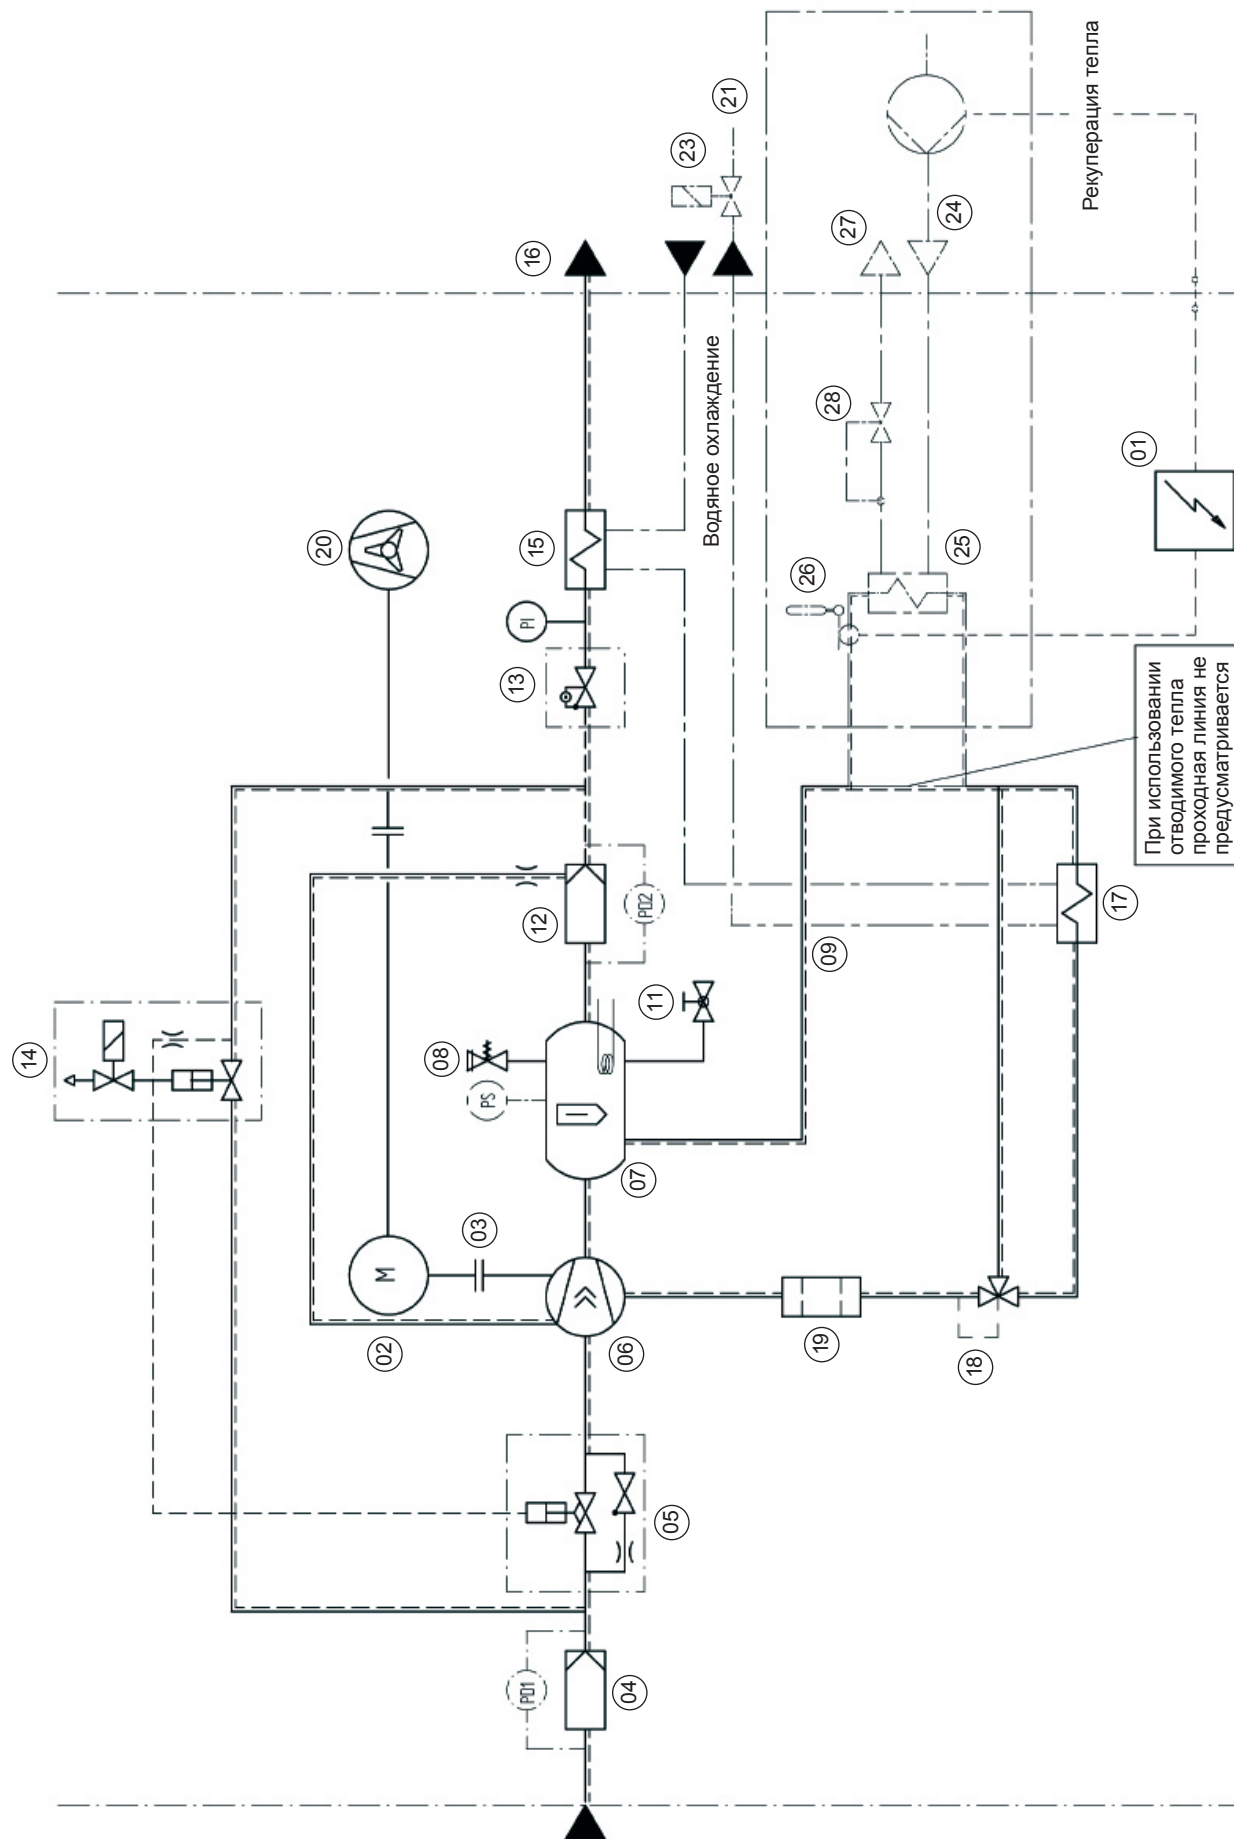 14
20
16
23
21
Рекуперация тепла
27
24
28
Водяное охлаждение
15
PI
13
26
25
01
12
PD2
09
17
При использовании
отводимого тепла
проходная линия не
предусматривается
08
PS
11
07
M
03
02
06
19
18
05
PD1
04